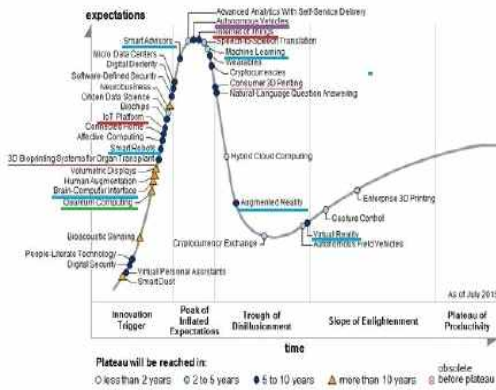 expectations
Advanced Analytics With Self-Service Delivery
Autonomous Vehicles
Internet of Things
Speech-to-Speech Translation
Machine Learning
Wearables
Cryptocurrencies
Consumer 3D Printing
Natural-Language Question Answering
Smart Advisors
Micro Data Centers
Digital Dexterity
Software-Defined Security
Neurobusiness
Citizen Data Science
Biochips
IoT Platform
Connected Home
Affective Computing
Smart Robots
3D Bioprinting Systems for Organ Transplant
Volumetric Displays
Human Augmentation
Brain-Computer Interface
Quantum Computing
Bioacoustic Sensing
People-Literate Technology
Digital Security
Virtual Personal Assistants
Smart Dust
Hybrid Cloud Computing
Augmented Reality
Cryptocurrency Exchange
Enterprise 3D Printing
Gesture Control
Virtual Reality
Autonomous Field Vehicles
As of July 2015
Innovation
Trigger
Peak of
Inflated
Expectations
Trough of
Disillusionment
Slope of Enlightenment
Plateau of
Productivity
time
Plateau will be reached in:
less than 2 years
2 to 5 years
5 to 10 years
more than 10 years
obsolete
before plateau